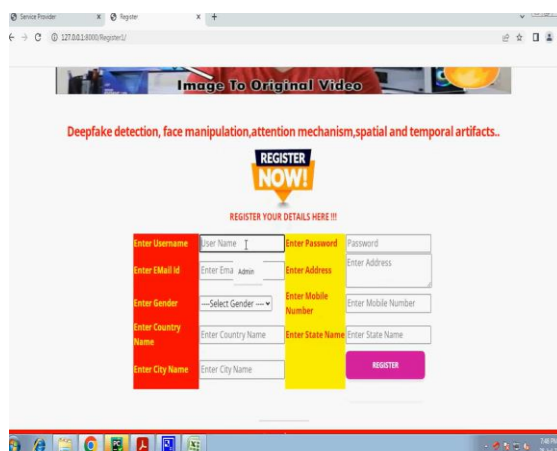 Service Provider
Register
127.0.0.1:8000/Register1/
Image To Original Video
Deepfake detection, face manipulation,attention mechanism,spatial and temporal artifacts..
REGISTER
NOW!
REGISTER YOUR DETAILS HERE !!!
Enter Username User Name Enter Password Password
Enter EMail Id Enter Ema Admin Enter Address Enter Address
Enter Gender ----Select Gender ---- Enter Mobile Number Enter Mobile Number
Enter Country Name Enter Country Name Enter State Name Enter State Name
Enter City Name Enter City Name REGISTER
7:48 PM